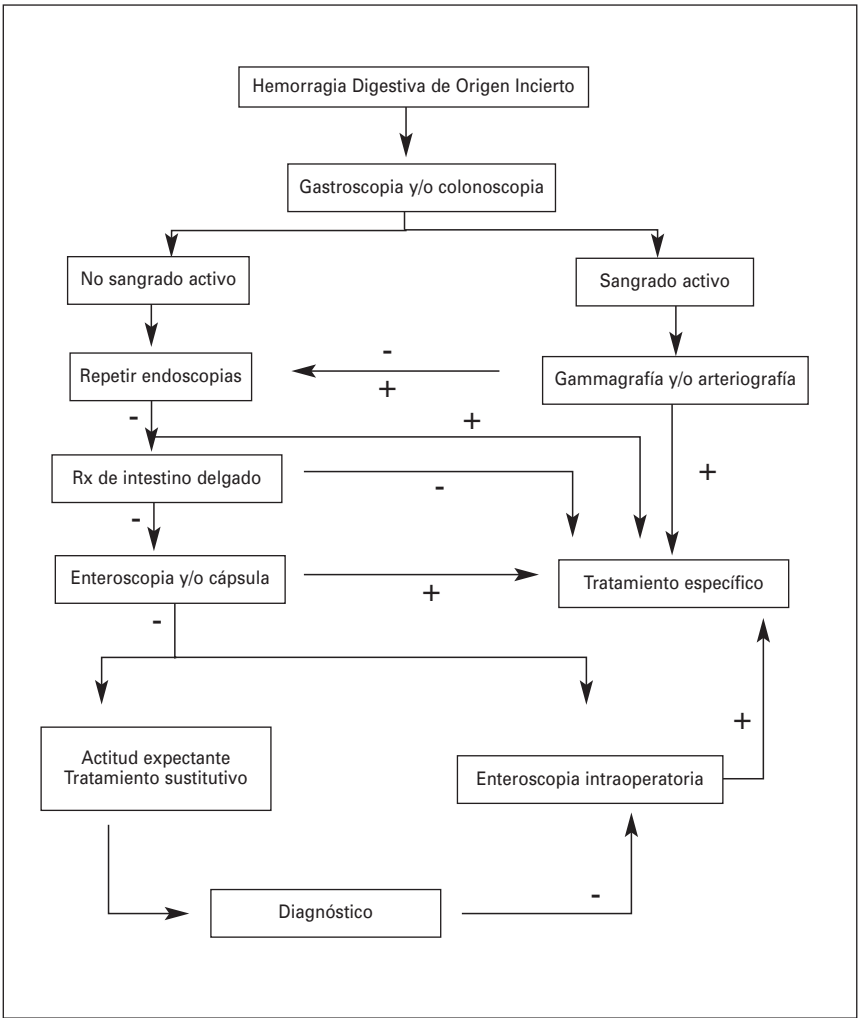 Hemorragia Digestiva de Origen Incierto
Gastroscopia y/o colonoscopia
No sangrado activo
Sangrado activo
Repetir endoscopias
-
+
Gammagrafía y/o arteriografía
-
+
+
Rx de intestino delgado
-
-
Enteroscopia y/o cápsula
+
Tratamiento específico
-
+
Actitud expectante
Tratamiento sustitutivo
Enteroscopia intraoperatoria
Diagnóstico
-